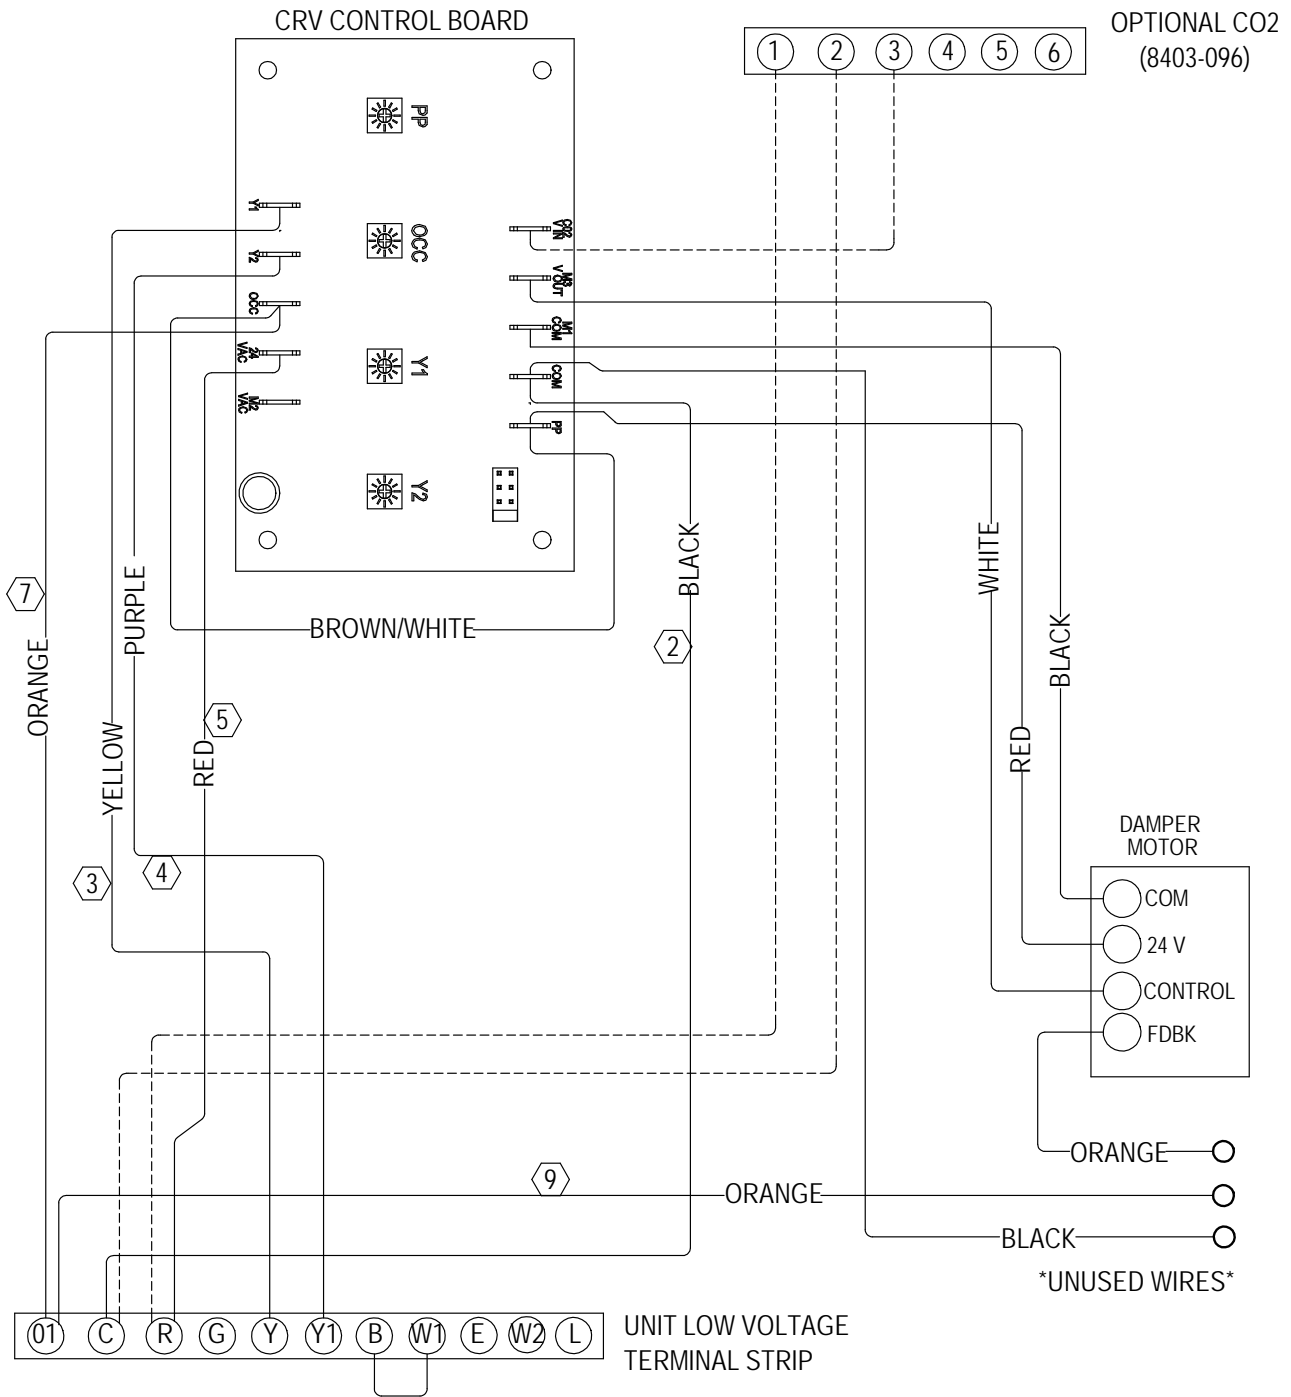 CRV CONTROL BOARD
OPTIONAL CO2
(8403-096)
1 2 3 4 5 6
PP
OCC
Y1
Y2
Y1
Y2
OCC
24
VAC
M2
VAC
CO2
V IN
M3
V OUT
M1
COM
COM
PP
BROWN/WHITE
7
ORANGE
PURPLE
YELLOW
RED
5
3
4
BLACK
2
WHITE
BLACK
RED
DAMPER
MOTOR
COM
24 V
CONTROL
FDBK
ORANGE
9
ORANGE
BLACK
*UNUSED WIRES*
01 C R G Y Y1 B W1 E W2 L
UNIT LOW VOLTAGE
TERMINAL STRIP